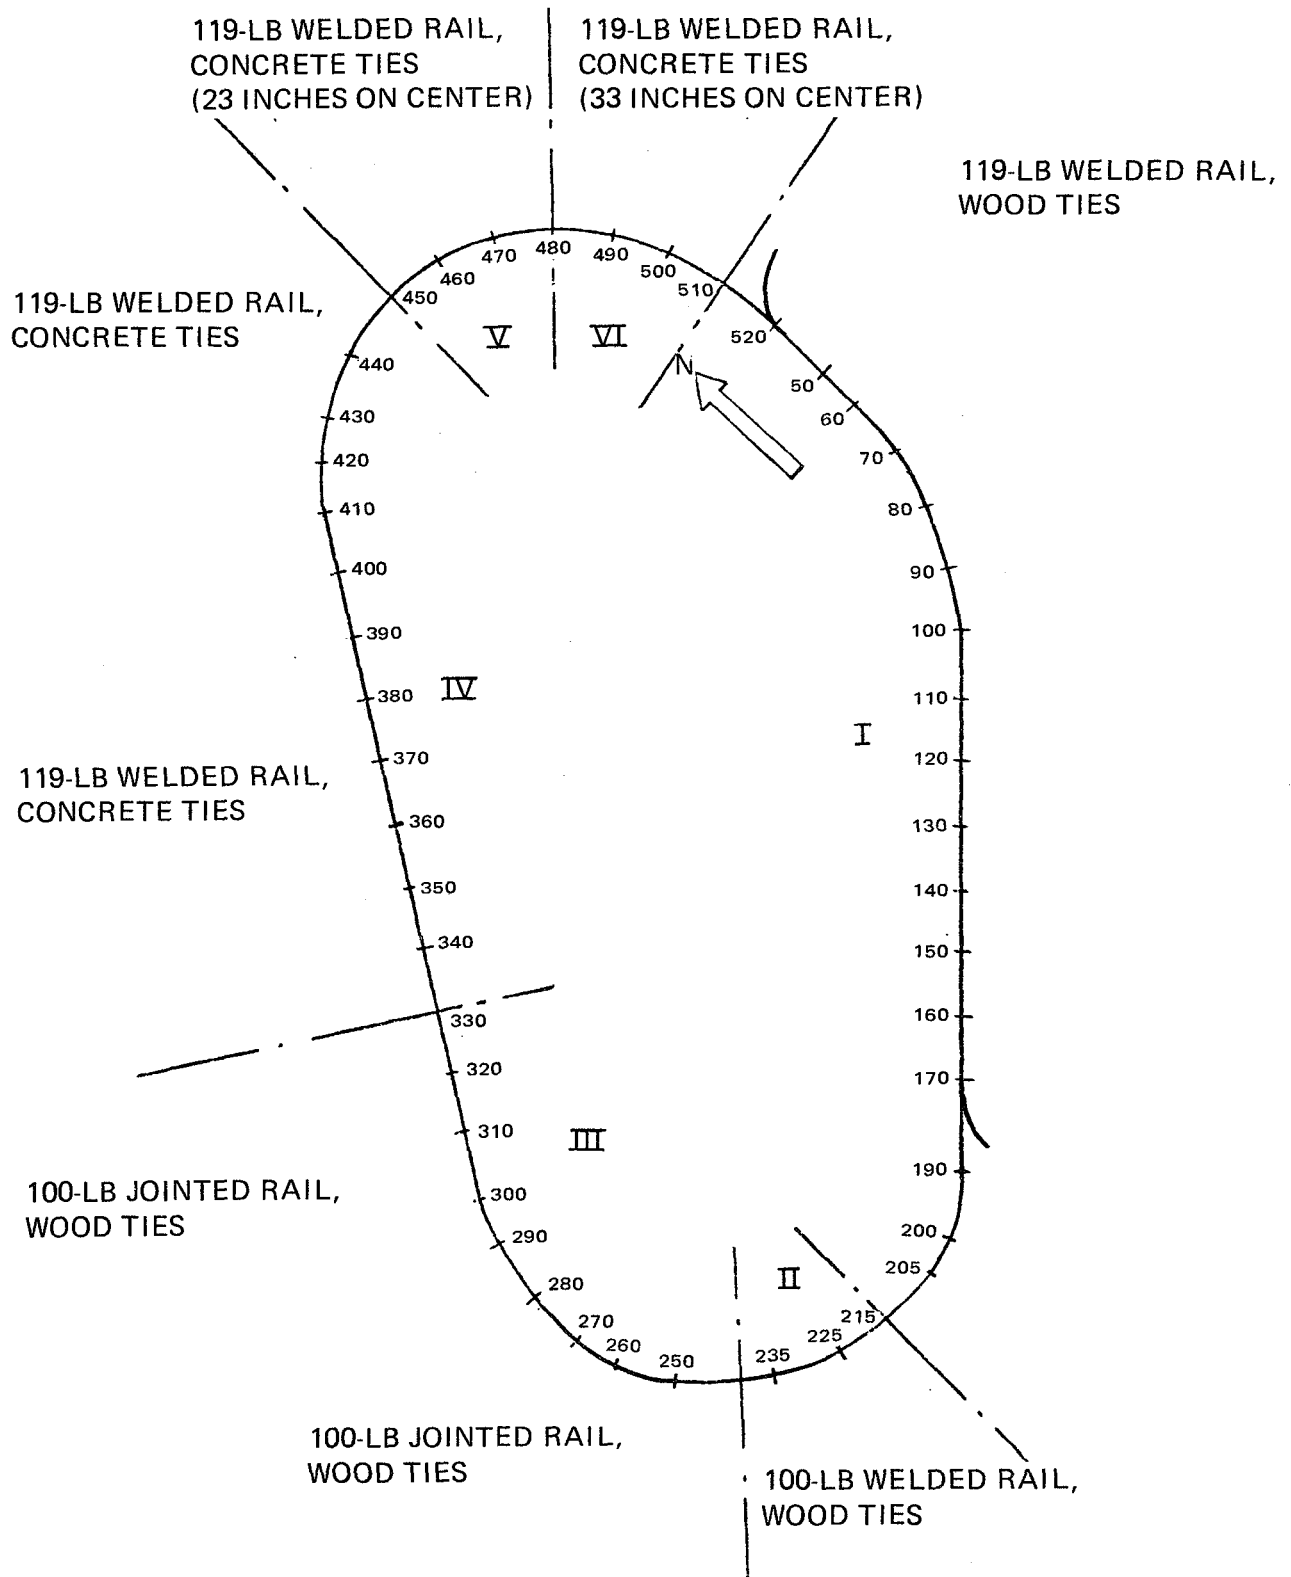 119-LB WELDED RAIL,
CONCRETE TIES
(23 INCHES ON CENTER)
119-LB WELDED RAIL,
CONCRETE TIES
(33 INCHES ON CENTER)
119-LB WELDED RAIL,
WOOD TIES
119-LB WELDED RAIL,
CONCRETE TIES
450
460
470
480
490
500
510
520
V
VI
N
50
60
70
80
90
100
110
I
120
130
140
150
160
170
190
200
205
440
430
420
410
400
390
380
IV
370
119-LB WELDED RAIL,
CONCRETE TIES
360
350
340
330
320
310
III
300
100-LB JOINTED RAIL,
WOOD TIES
290
280
270
260
250
235
225
215
II
100-LB JOINTED RAIL,
WOOD TIES
100-LB WELDED RAIL,
WOOD TIES